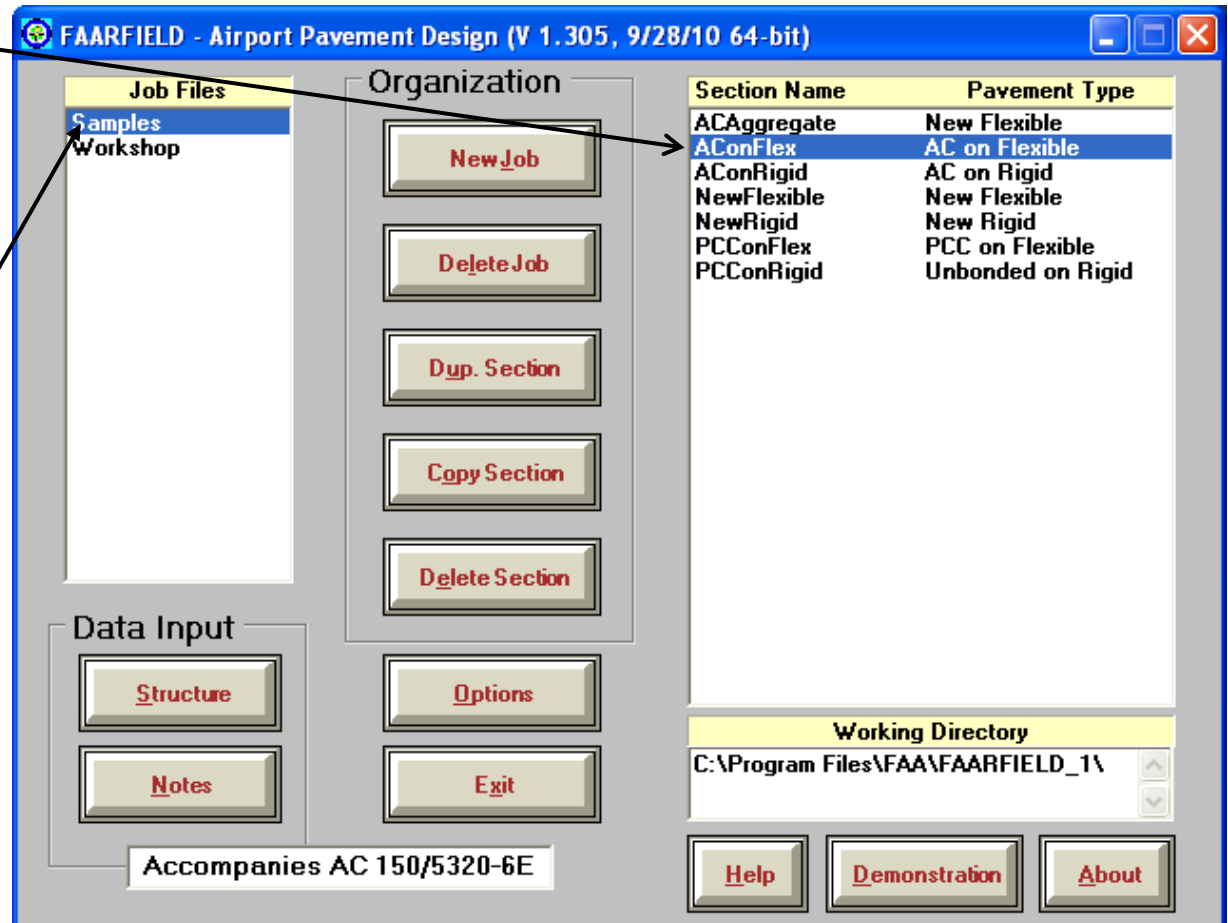 FAARFIELD - Airport Pavement Design (V 1.305, 9/28/10 64-bit)
Job Files
Samples
Workshop
Organization
New Job
Delete Job
Dup. Section
Copy Section
Delete Section
Section Name Pavement Type
ACAggregate New Flexible
AConFlex AC on Flexible
AConRigid AC on Rigid
NewFlexible New Flexible
NewRigid New Rigid
PCConFlex PCC on Flexible
PCConRigid Unbonded on Rigid
Data Input
Structure
Notes
Options
Exit
Working Directory
C:\Program Files\FAA\FAARFIELD_1\
Accompanies AC 150/5320-6E
Help
Demonstration
About